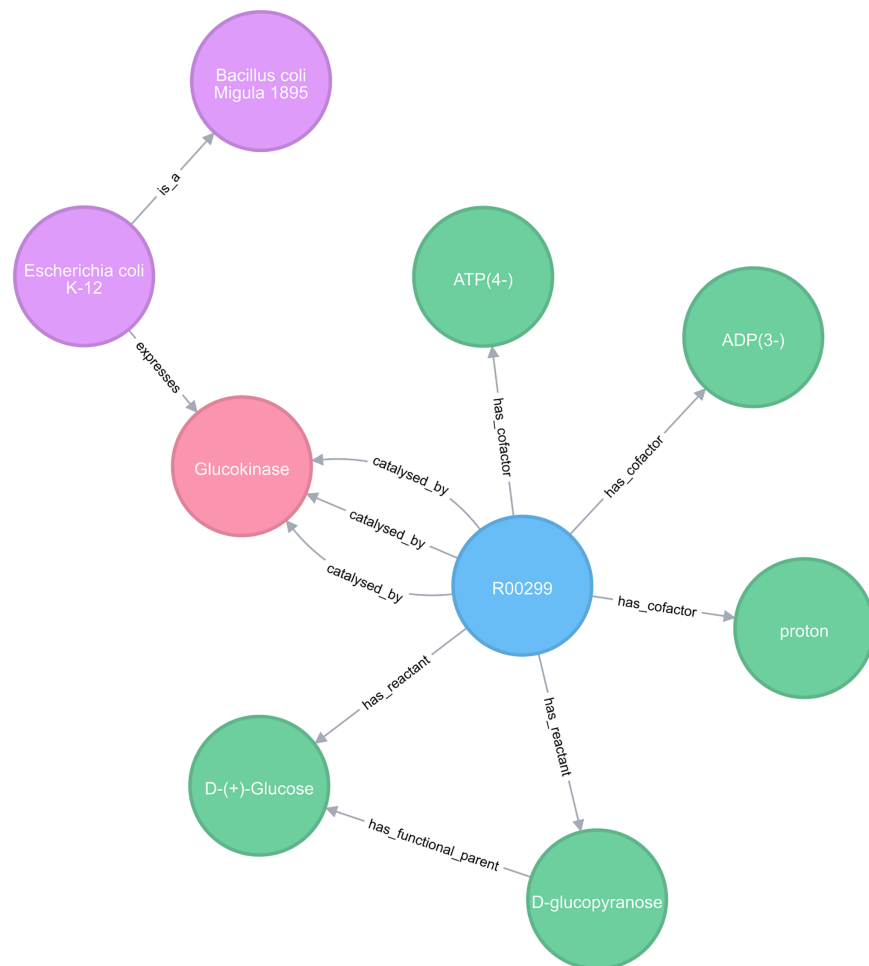 Bacillus coli
Migula 1895
is_a
Escherichia coli
K-12
ATP(4-)
ADP(3-)
expresses
has_cofactor
has_cofactor
Glucokinase
catalysed_by
catalysed_by
catalysed_by
R00299
has_cofactor
proton
has_reactant
has_reactant
D-(+)-Glucose
has_functional_parent
D-glucopyranose